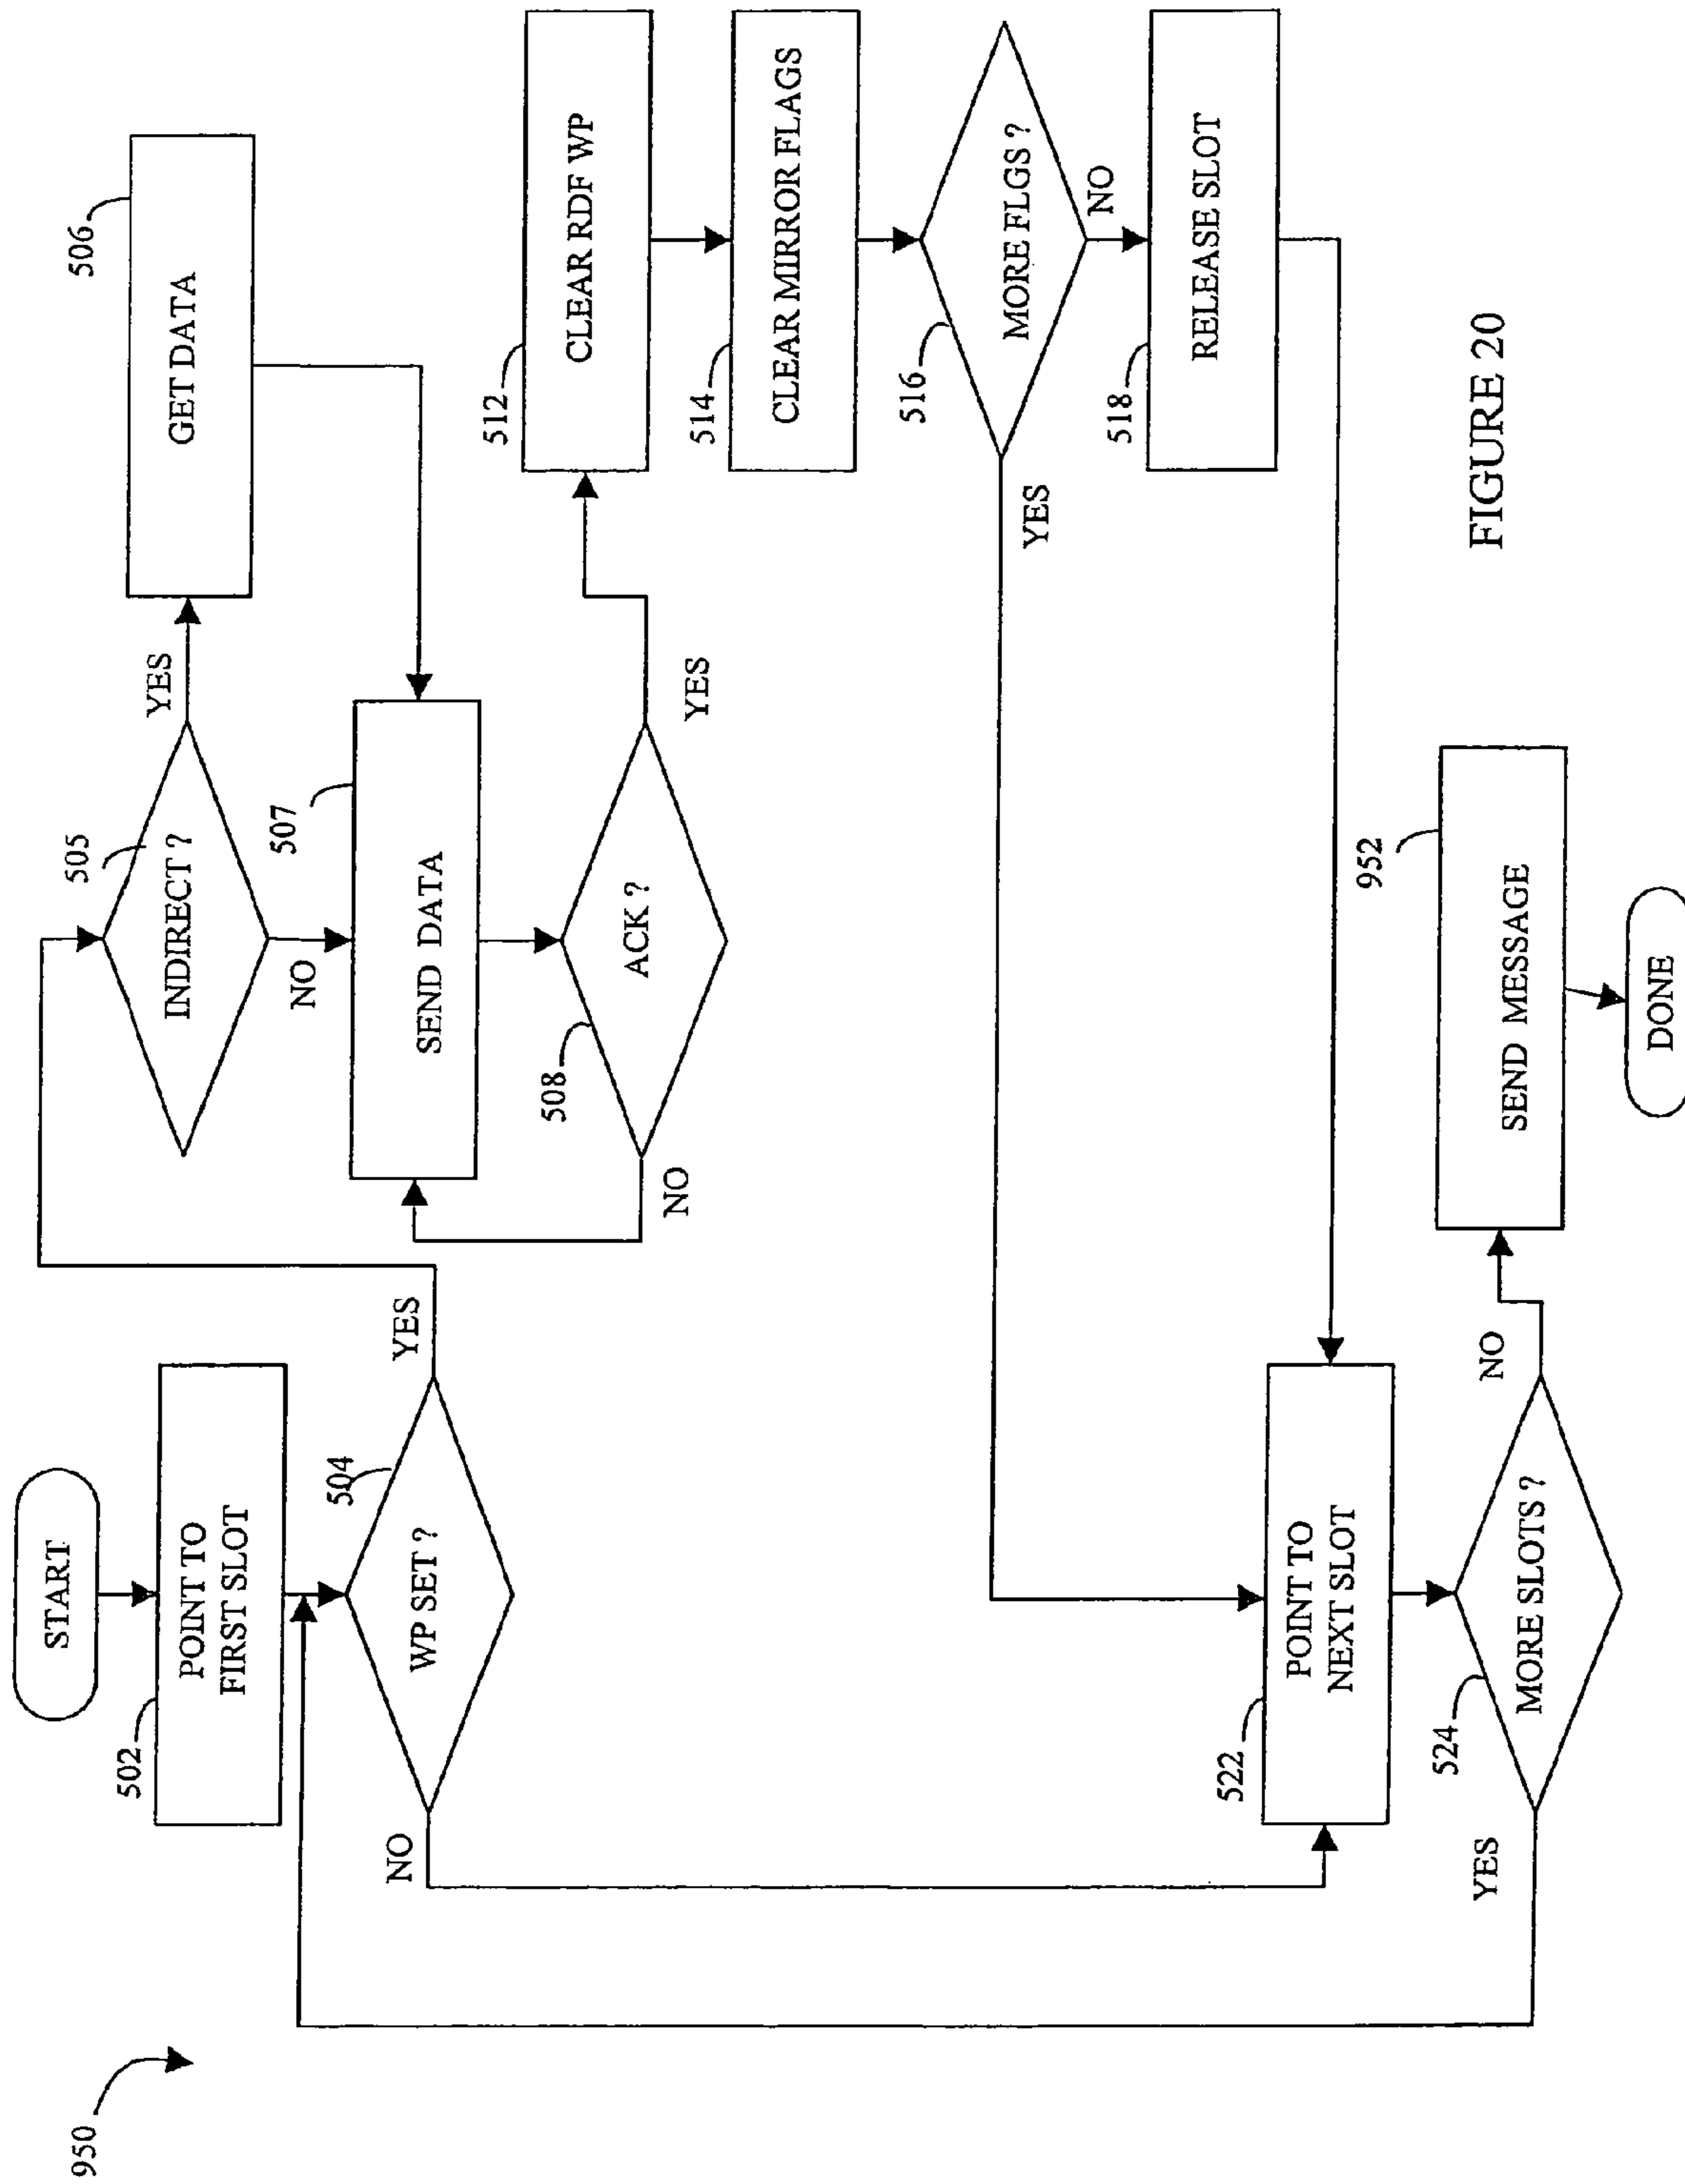 950
START
502
POINT TO
FIRST SLOT
504
WP SET ?
YES
NO
505
INDIRECT ?
YES
NO
506
GET DATA
507
SEND DATA
508
ACK ?
NO
YES
512
CLEAR RDF WP
514
CLEAR MIRROR FLAGS
516
MORE FLGS ?
YES
NO
518
RELEASE SLOT
522
POINT TO
NEXT SLOT
524
MORE SLOTS ?
YES
NO
952
SEND MESSAGE
DONE
FIGURE 20